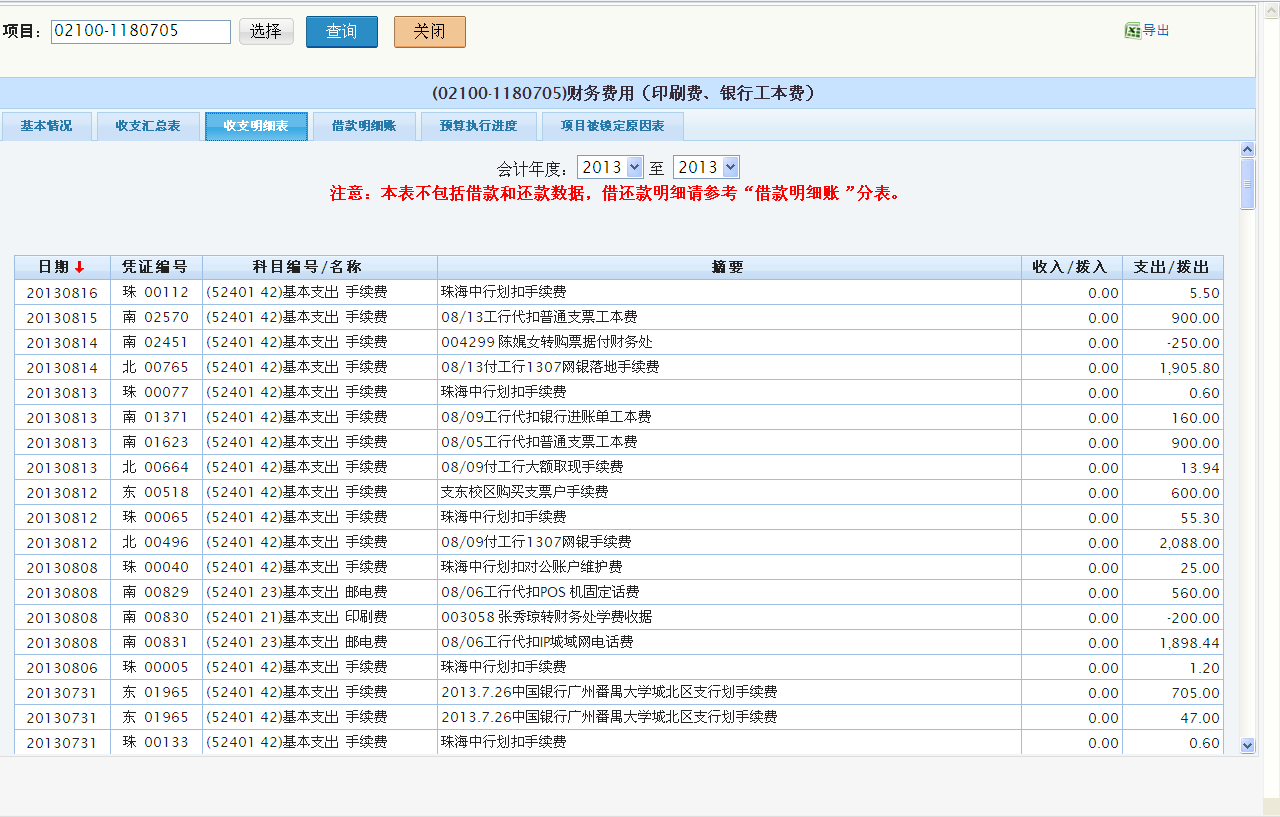 项目: 02100-1180705 选择 查询 关闭 导出
(02100-1180705)财务费用（印刷费、银行工本费）
基本情况 收支汇总表 收支明细表 借款明细账 预算执行进度 项目被锁定原因表
会计年度: 2013 至 2013
注意：本表不包括借款和还款数据，借还款明细请参考“借款明细账 ”分表。
日期 凭证编号 科目编号/名称 摘要 收入/拨入 支出/拨出
20130816 珠 00112 (52401 42)基本支出 手续费 珠海中行划扣手续费 0.00 5.50
20130815 南 02570 (52401 42)基本支出 手续费 08/13工行代扣普通支票工本费 0.00 900.00
20130814 南 02451 (52401 42)基本支出 手续费 004299 陈娓女转购票据付财务处 0.00 -250.00
20130814 北 00765 (52401 42)基本支出 手续费 08/13付工行1307网银落地手续费 0.00 1,905.80
20130813 珠 00077 (52401 42)基本支出 手续费 珠海中行划扣手续费 0.00 0.60
20130813 南 01371 (52401 42)基本支出 手续费 08/09工行代扣银行进账单工本费 0.00 160.00
20130813 南 01623 (52401 42)基本支出 手续费 08/05工行代扣普通支票工本费 0.00 900.00
20130813 北 00664 (52401 42)基本支出 手续费 08/09付工行大额取现手续费 0.00 13.94
20130812 东 00518 (52401 42)基本支出 手续费 支东校区购买支票户手续费 0.00 600.00
20130812 珠 00065 (52401 42)基本支出 手续费 珠海中行划扣手续费 0.00 55.30
20130812 北 00496 (52401 42)基本支出 手续费 08/09付工行1307网银手续费 0.00 2,088.00
20130808 珠 00040 (52401 42)基本支出 手续费 珠海中行划扣对公账户维护费 0.00 25.00
20130808 南 00829 (52401 23)基本支出 邮电费 08/06工行代扣POS 机固定话费 0.00 560.00
20130808 南 00830 (52401 21)基本支出 印刷费 003058 张秀琼转财务处学费收据 0.00 -200.00
20130808 南 00831 (52401 23)基本支出 邮电费 08/06工行代扣IP城域网电话费 0.00 1,898.44
20130806 珠 00005 (52401 42)基本支出 手续费 珠海中行划扣手续费 0.00 1.20
20130731 东 01965 (52401 42)基本支出 手续费 2013.7.26中国银行广州番禺大学城北区支行划手续费 0.00 705.00
20130731 东 01965 (52401 42)基本支出 手续费 2013.7.26中国银行广州番禺大学城北区支行划手续费 0.00 47.00
20130731 珠 00133 (52401 42)基本支出 手续费 珠海中行划扣手续费 0.00 0.60